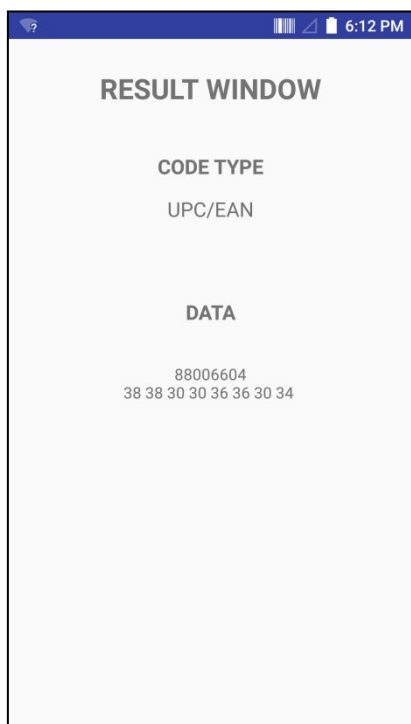 6:12 PM
RESULT WINDOW
CODE TYPE
UPC/EAN
DATA
88006604
38 38 30 30 36 36 30 34